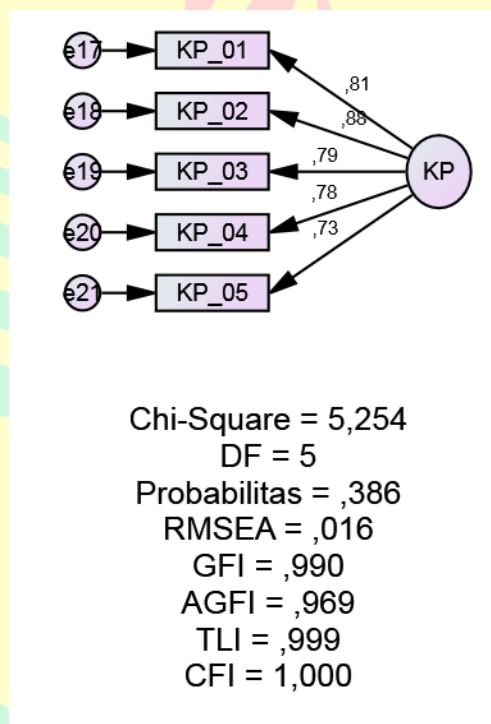 e17 KP_01
,81
e18 KP_02
,88
e19 KP_03
,79
KP
e20 KP_04
,78
e21 KP_05
,73
Chi-Square = 5,254
DF = 5
Probabilitas = ,386
RMSEA = ,016
GFI = ,990
AGFI = ,969
TLI = ,999
CFI = 1,000